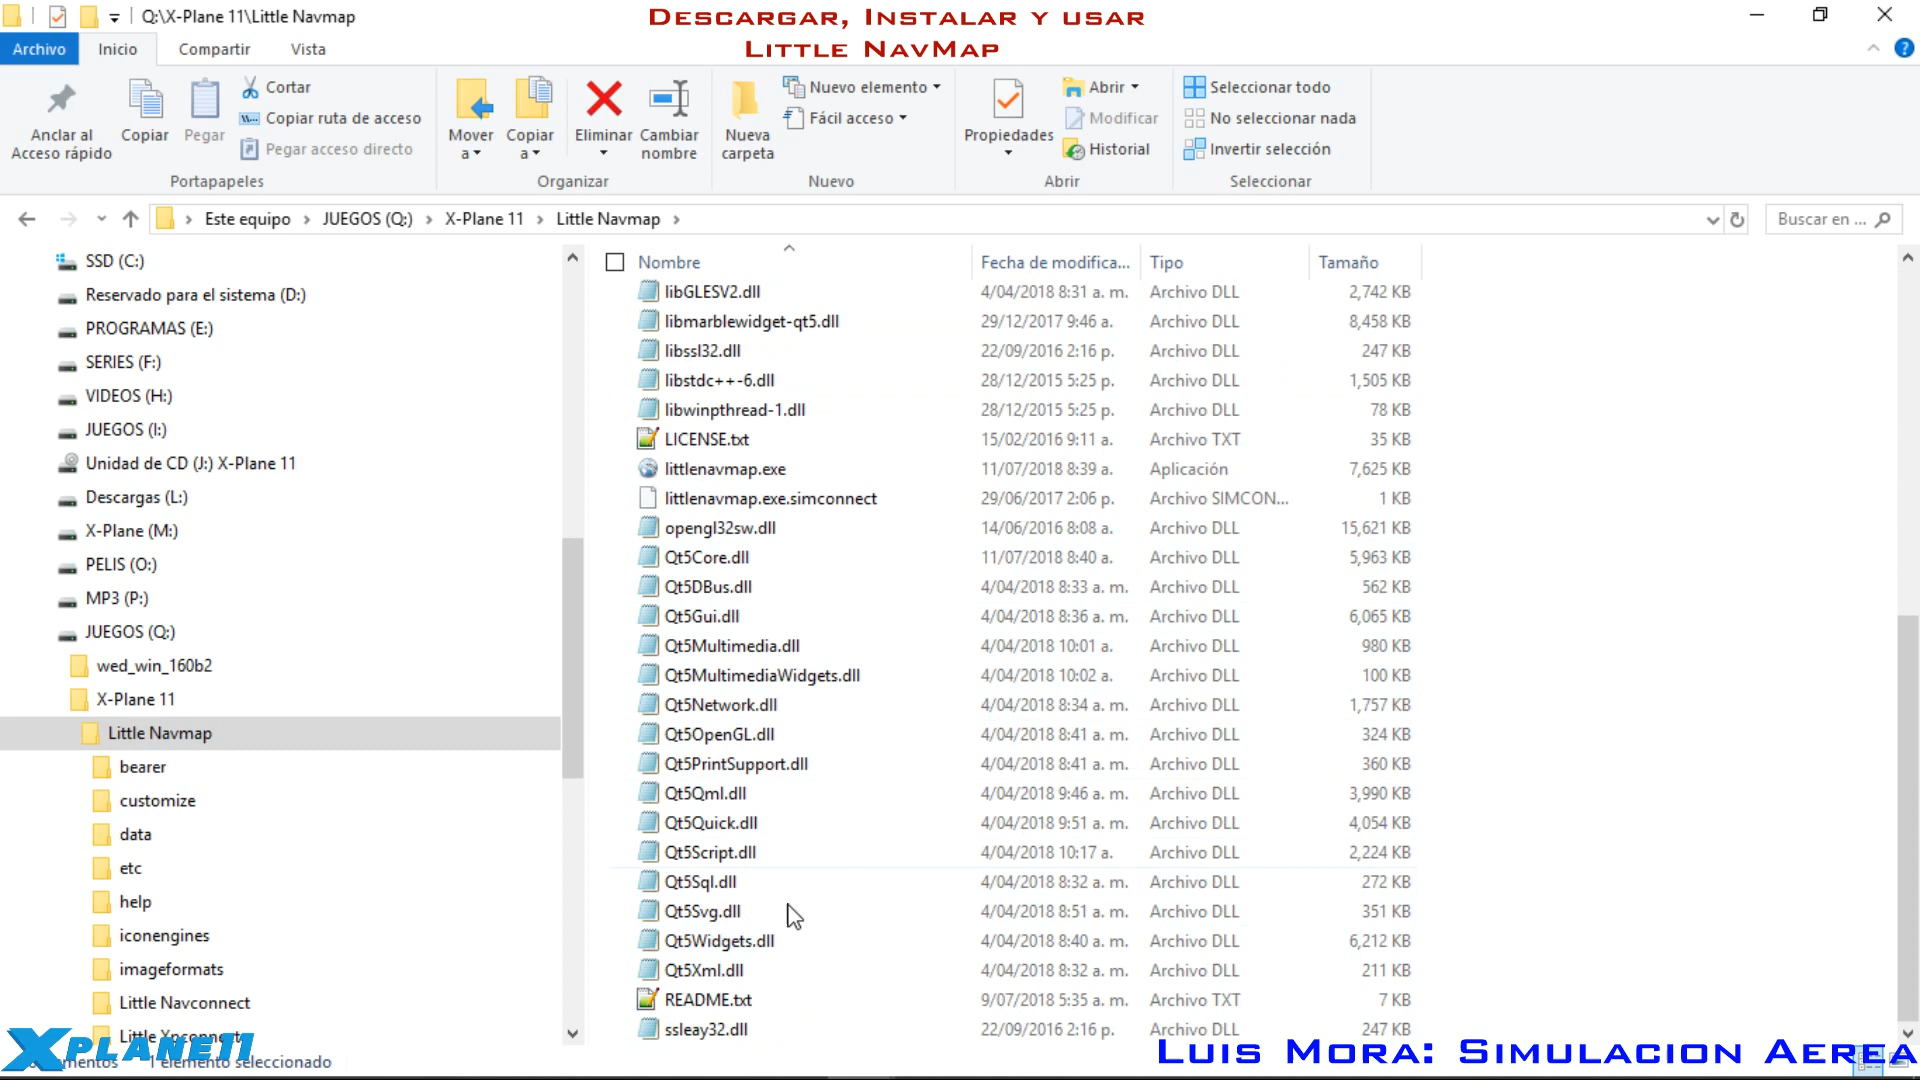 Q:\X-Plane 11\Little Navmap
Descargar, Instalar y usar
Little NavMap
Archivo
Inicio
Compartir
Vista
Anclar al
Acceso rápido
Copiar
Pegar
Cortar
Copiar ruta de acceso
Pegar acceso directo
Portapapeles
Mover
a
Copiar
a
Eliminar
Cambiar
nombre
Organizar
Nueva
carpeta
Nuevo elemento
Fácil acceso
Nuevo
Propiedades
Abrir
Modificar
Historial
Abrir
Seleccionar todo
No seleccionar nada
Invertir selección
Seleccionar
Este equipo > JUEGOS (Q:) > X-Plane 11 > Little Navmap >
Buscar en ...
SSD (C:)
Reservado para el sistema (D:)
PROGRAMAS (E:)
SERIES (F:)
VIDEOS (H:)
JUEGOS (I:)
Unidad de CD (J:) X-Plane 11
Descargas (L:)
X-Plane (M:)
PELIS (O:)
MP3 (P:)
JUEGOS (Q:)
wed_win_160b2
X-Plane 11
Little Navmap
bearer
customize
data
etc
help
iconengines
imageformats
Little Navconnect
Nombre Fecha de modifica... Tipo Tamaño
libGLESV2.dll 4/04/2018 8:31 a. m. Archivo DLL 2,742 KB
libmarblewidget-qt5.dll 29/12/2017 9:46 a. Archivo DLL 8,458 KB
libssl32.dll 22/09/2016 2:16 p. Archivo DLL 247 KB
libstdc++-6.dll 28/12/2015 5:25 p. Archivo DLL 1,505 KB
libwinpthread-1.dll 28/12/2015 5:25 p. Archivo DLL 78 KB
LICENSE.txt 15/02/2016 9:11 a. Archivo TXT 35 KB
littlenavmap.exe 11/07/2018 8:39 a. Aplicación 7,625 KB
littlenavmap.exe.simconnect 29/06/2017 2:06 p. Archivo SIMCON... 1 KB
opengl32sw.dll 14/06/2016 8:08 a. Archivo DLL 15,621 KB
Qt5Core.dll 11/07/2018 8:40 a. Archivo DLL 5,963 KB
Qt5DBus.dll 4/04/2018 8:33 a. m. Archivo DLL 562 KB
Qt5Gui.dll 4/04/2018 8:36 a. m. Archivo DLL 6,065 KB
Qt5Multimedia.dll 4/04/2018 10:01 a. Archivo DLL 980 KB
Qt5MultimediaWidgets.dll 4/04/2018 10:02 a. Archivo DLL 100 KB
Qt5Network.dll 4/04/2018 8:34 a. m. Archivo DLL 1,757 KB
Qt5OpenGL.dll 4/04/2018 8:41 a. m. Archivo DLL 324 KB
Qt5PrintSupport.dll 4/04/2018 8:41 a. m. Archivo DLL 360 KB
Qt5Qml.dll 4/04/2018 9:46 a. m. Archivo DLL 3,990 KB
Qt5Quick.dll 4/04/2018 9:51 a. m. Archivo DLL 4,054 KB
Qt5Script.dll 4/04/2018 10:17 a. Archivo DLL 2,224 KB
Qt5Sql.dll 4/04/2018 8:32 a. m. Archivo DLL 272 KB
Qt5Svg.dll 4/04/2018 8:51 a. m. Archivo DLL 351 KB
Qt5Widgets.dll 4/04/2018 8:40 a. m. Archivo DLL 6,212 KB
Qt5Xml.dll 4/04/2018 8:32 a. m. Archivo DLL 211 KB
README.txt 9/07/2018 5:35 a. m. Archivo TXT 7 KB
ssleay32.dll 22/09/2016 2:16 p. Archivo DLL 247 KB
XPLANE11
1 elemento seleccionado
Luis Mora: Simulacion Aerea